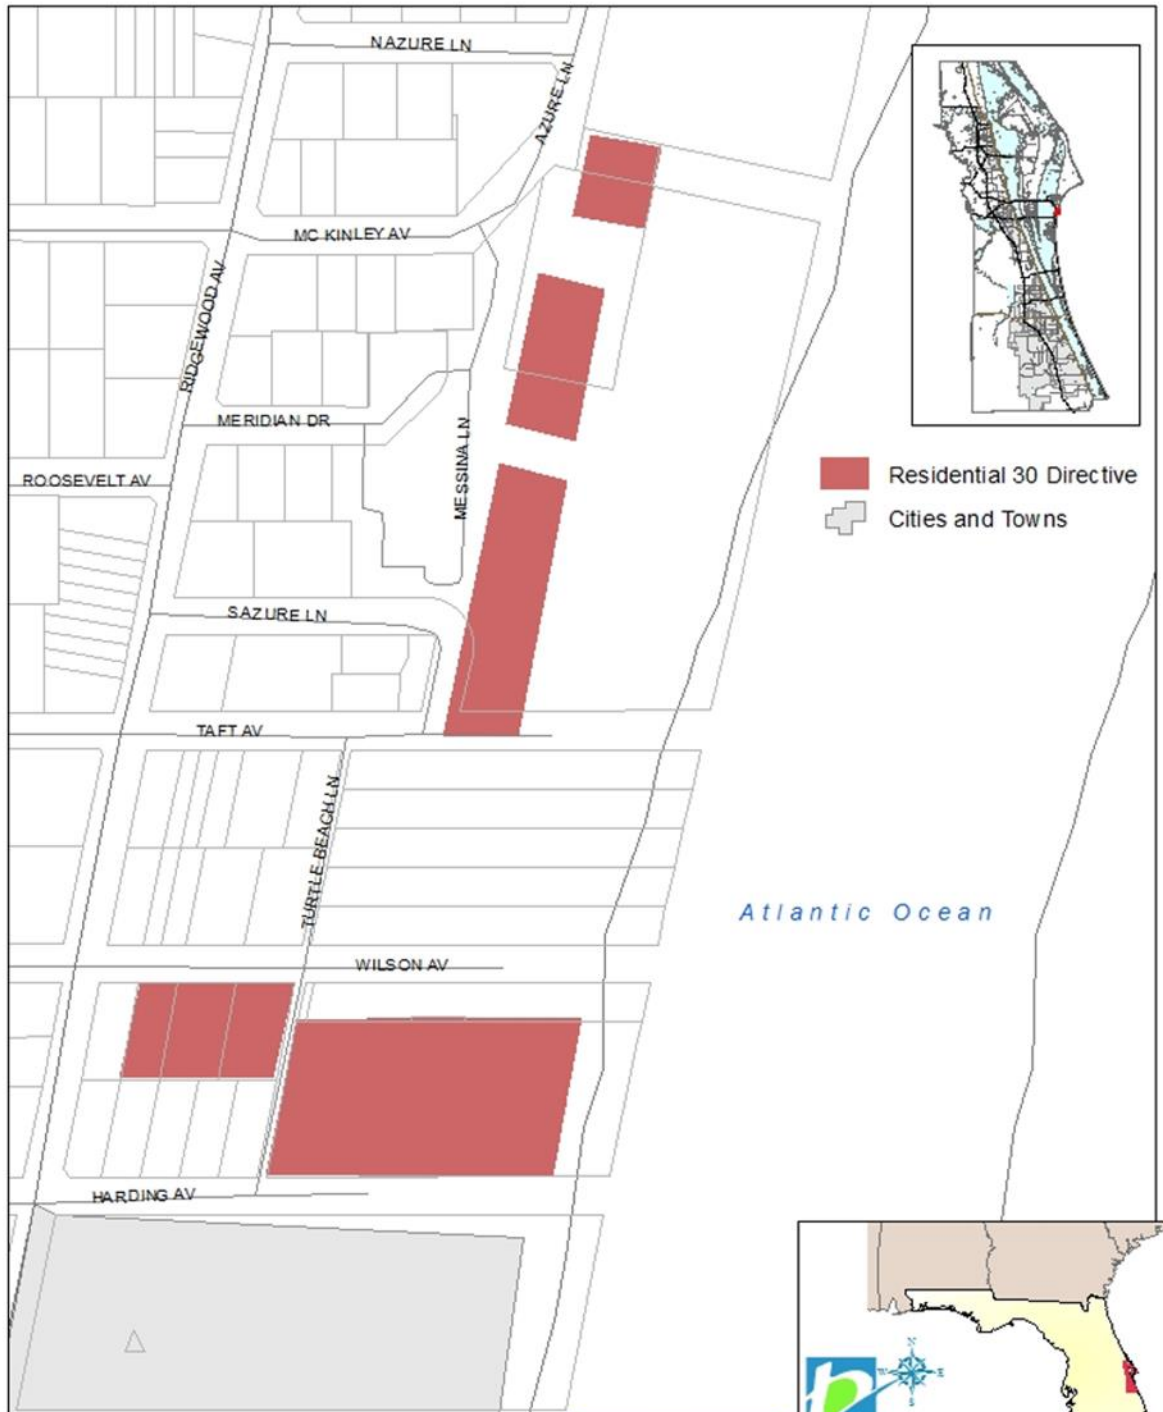 NAZURE LN
AZURE LN
MC KINLEY AV
RIDGEWOOD AV
MERIDIAN DR
MESSINA LN
ROOSEVELT AV
Residential 30 Directive
Cities and Towns
SAZURE LN
TAFT AV
TURTLE BEACH LN
Atlantic Ocean
WILSON AV
HARDING AV
N
W
E
S